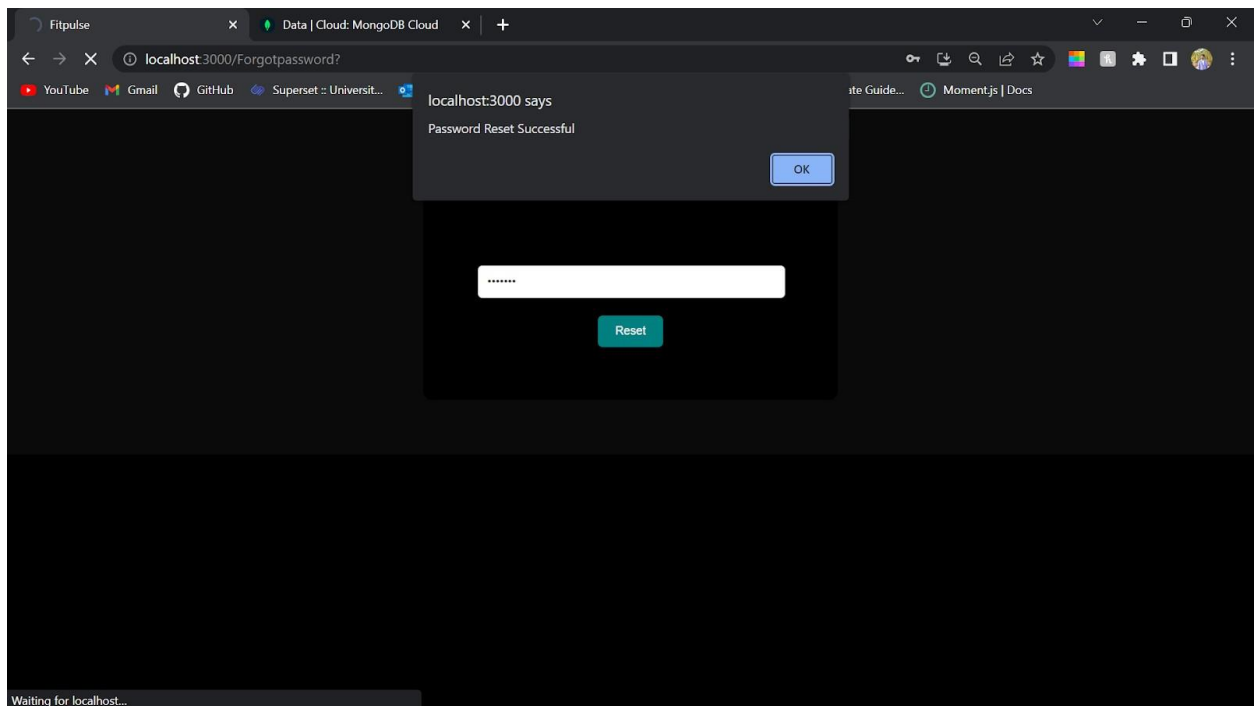 Fitpulse
Data | Cloud: MongoDB Cloud
localhost:3000/Forgotpassword?
YouTube Gmail GitHub Superset :: Universit... ate Guide... Moment.js | Docs
localhost:3000 says
Password Reset Successful
OK
•••••••
Reset
Waiting for localhost...